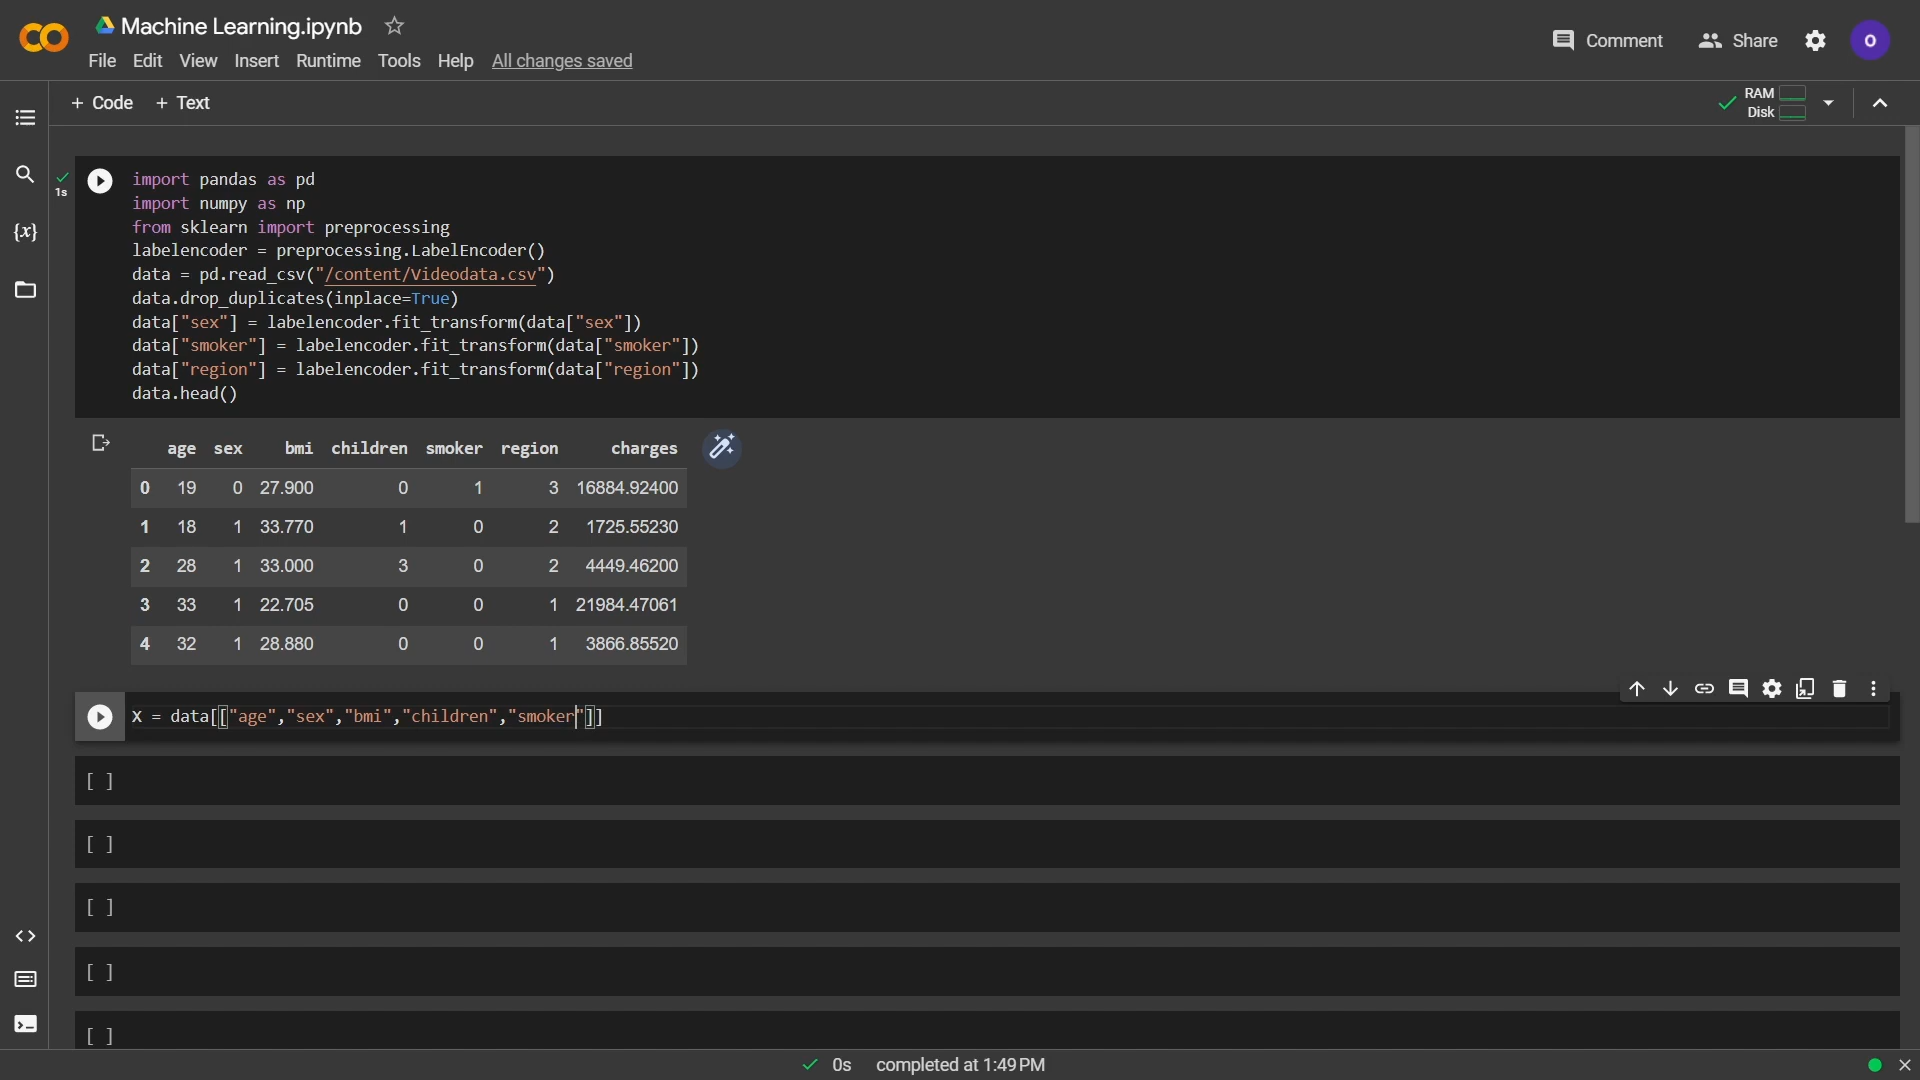 Machine Learning.ipynb
File Edit View Insert Runtime Tools Help All changes saved
Comment Share O
+ Code + Text
RAM
Disk
{x}
1s
import pandas as pd
import numpy as np
from sklearn import preprocessing
labelencoder = preprocessing.LabelEncoder()
data = pd.read_csv("/content/Videodata.csv")
data.drop_duplicates(inplace=True)
data["sex"] = labelencoder.fit_transform(data["sex"])
data["smoker"] = labelencoder.fit_transform(data["smoker"])
data["region"] = labelencoder.fit_transform(data["region"])
data.head()
age sex bmi children smoker region charges
0 19 0 27.900 0 1 3 16884.92400
1 18 1 33.770 1 0 2 1725.55230
2 28 1 33.000 3 0 2 4449.46200
3 33 1 22.705 0 0 1 21984.47061
4 32 1 28.880 0 0 1 3866.85520
X = data[["age","sex","bmi","children","smoker"]]
[ ]
[ ]
[ ]
[ ]
[ ]
0s completed at 1:49 PM